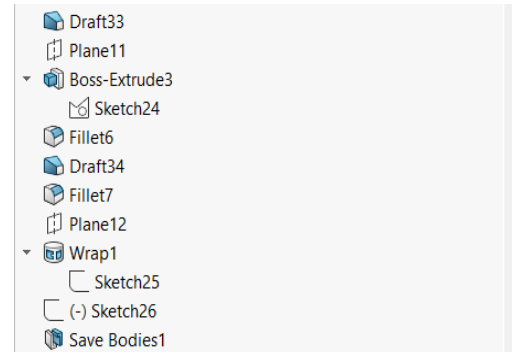 Draft33
Plane11
Boss-Extrude3
Sketch24
Fillet6
Draft34
Fillet7
Plane12
Wrap1
Sketch25
(-) Sketch26
Save Bodies1